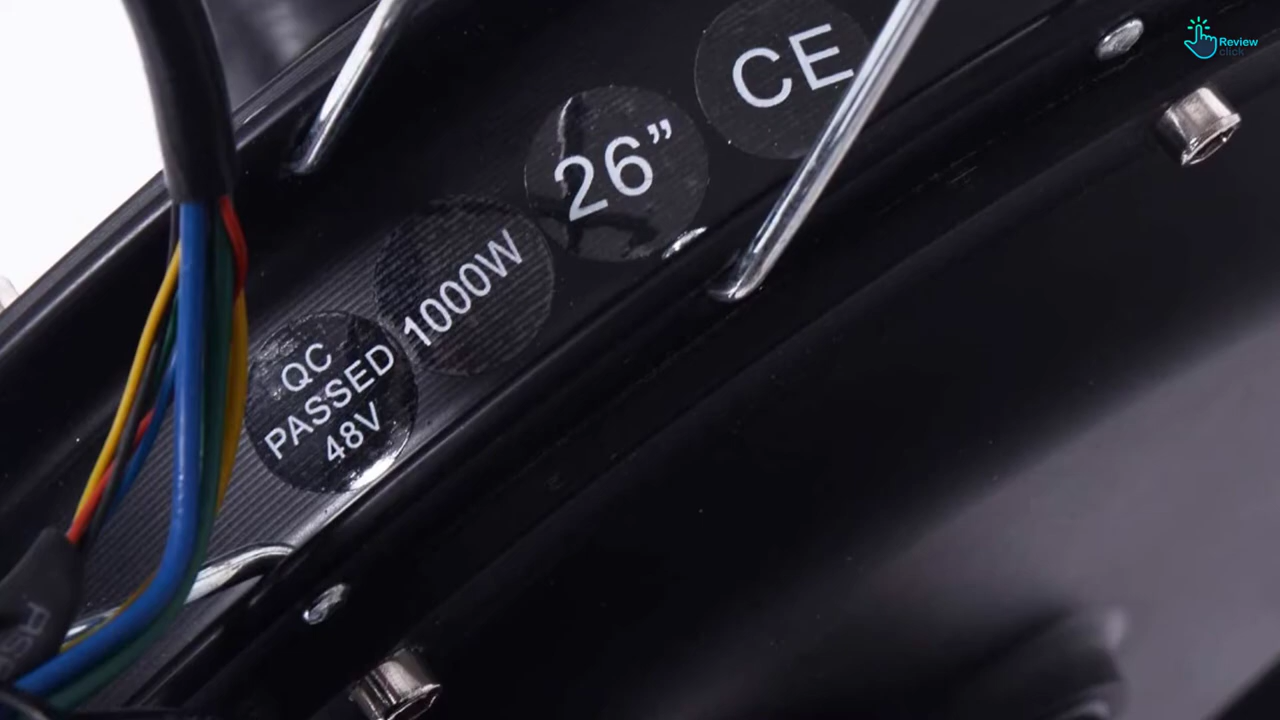 Review
click
CE
26”
1000W
QC
PASSED
48V